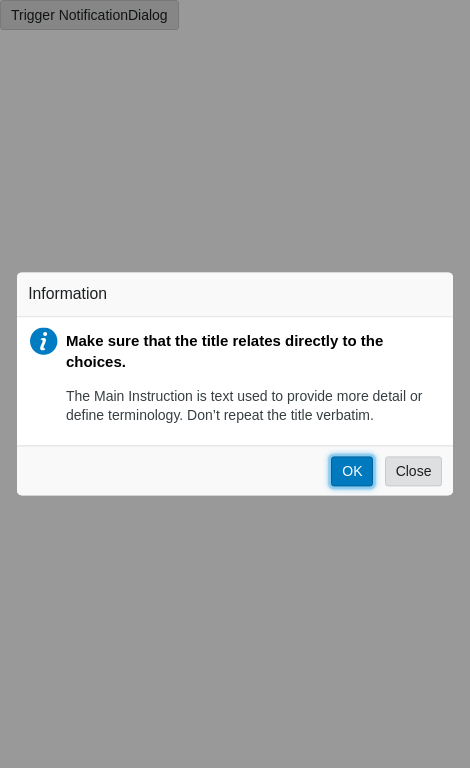 Trigger NotificationDialog
Information
Make sure that the title relates directly to the
choices.
The Main Instruction is text used to provide more detail or
define terminology. Don’t repeat the title verbatim.
OK
Close